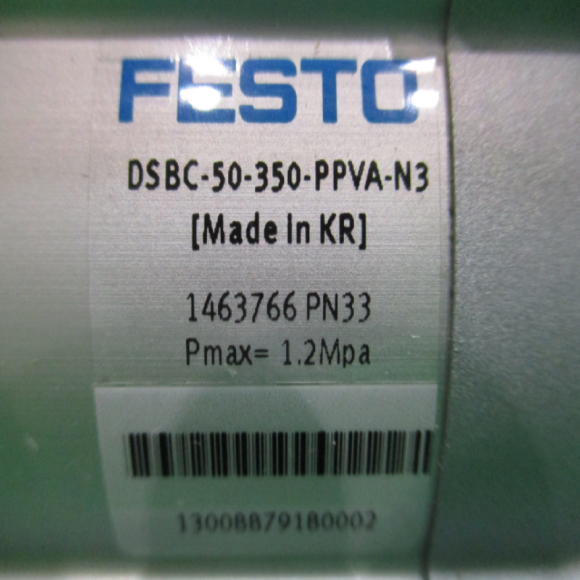 FESTO
DSBC-50-350-PPVA-N3
[Made in KR]
1463766 PN33
Pmax= 1.2Mpa
13008879180002